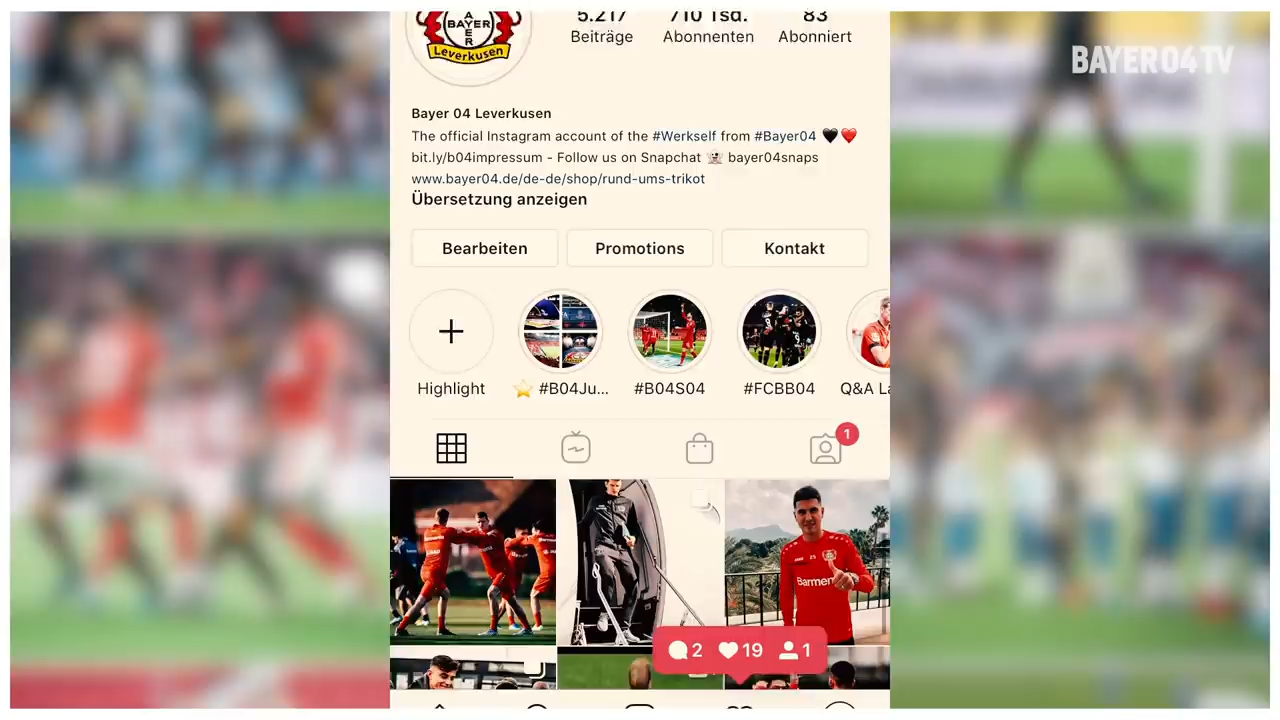 BAYER 04 TV
BAYER
BAYER
Leverkusen
5.217 710 Tsd. 83
Beiträge Abonnenten Abonniert
Bayer 04 Leverkusen
The official Instagram account of the #Werkself from #Bayer04 🖤❤️
bit.ly/b04impressum - Follow us on Snapchat 👻 bayer04snaps
www.bayer04.de/de-de/shop/rund-ums-trikot
Übersetzung anzeigen
Bearbeiten Promotions Kontakt
Highlight ⭐ #B04Ju... #B04S04 #FCBB04 Q&A La
1
Barmen
2 19 1